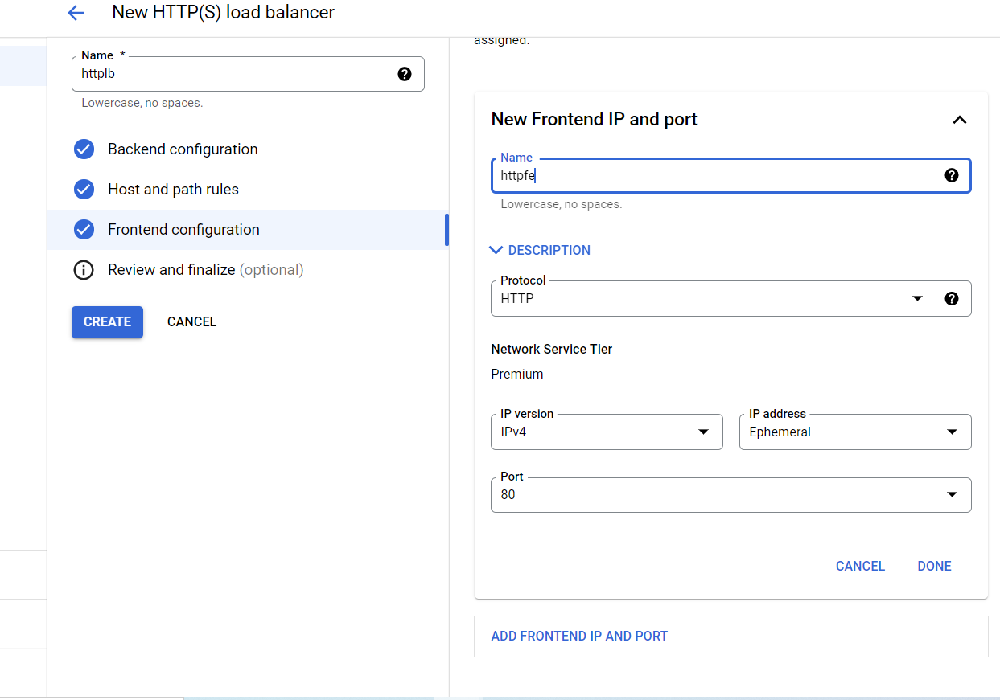 New HTTP(S) load balancer
assigned.
Name *
httplb
Lowercase, no spaces.
Backend configuration
Host and path rules
Frontend configuration
Review and finalize (optional)
CREATE
CANCEL
New Frontend IP and port
Name
httpfe
Lowercase, no spaces.
DESCRIPTION
Protocol
HTTP
Network Service Tier
Premium
IP version
IPv4
IP address
Ephemeral
Port
80
CANCEL
DONE
ADD FRONTEND IP AND PORT